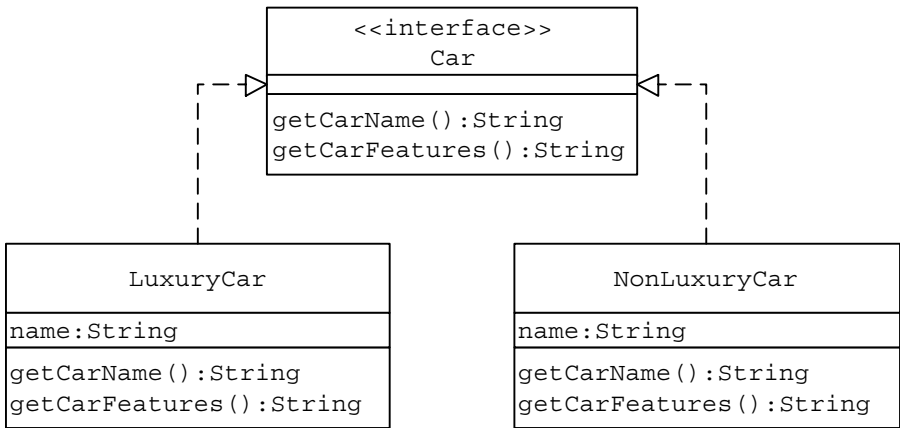 <<interface>>
Car
getCarName():String
getCarFeatures():String
LuxuryCar
name:String
getCarName():String
getCarFeatures():String
NonLuxuryCar
name:String
getCarName():String
getCarFeatures():String